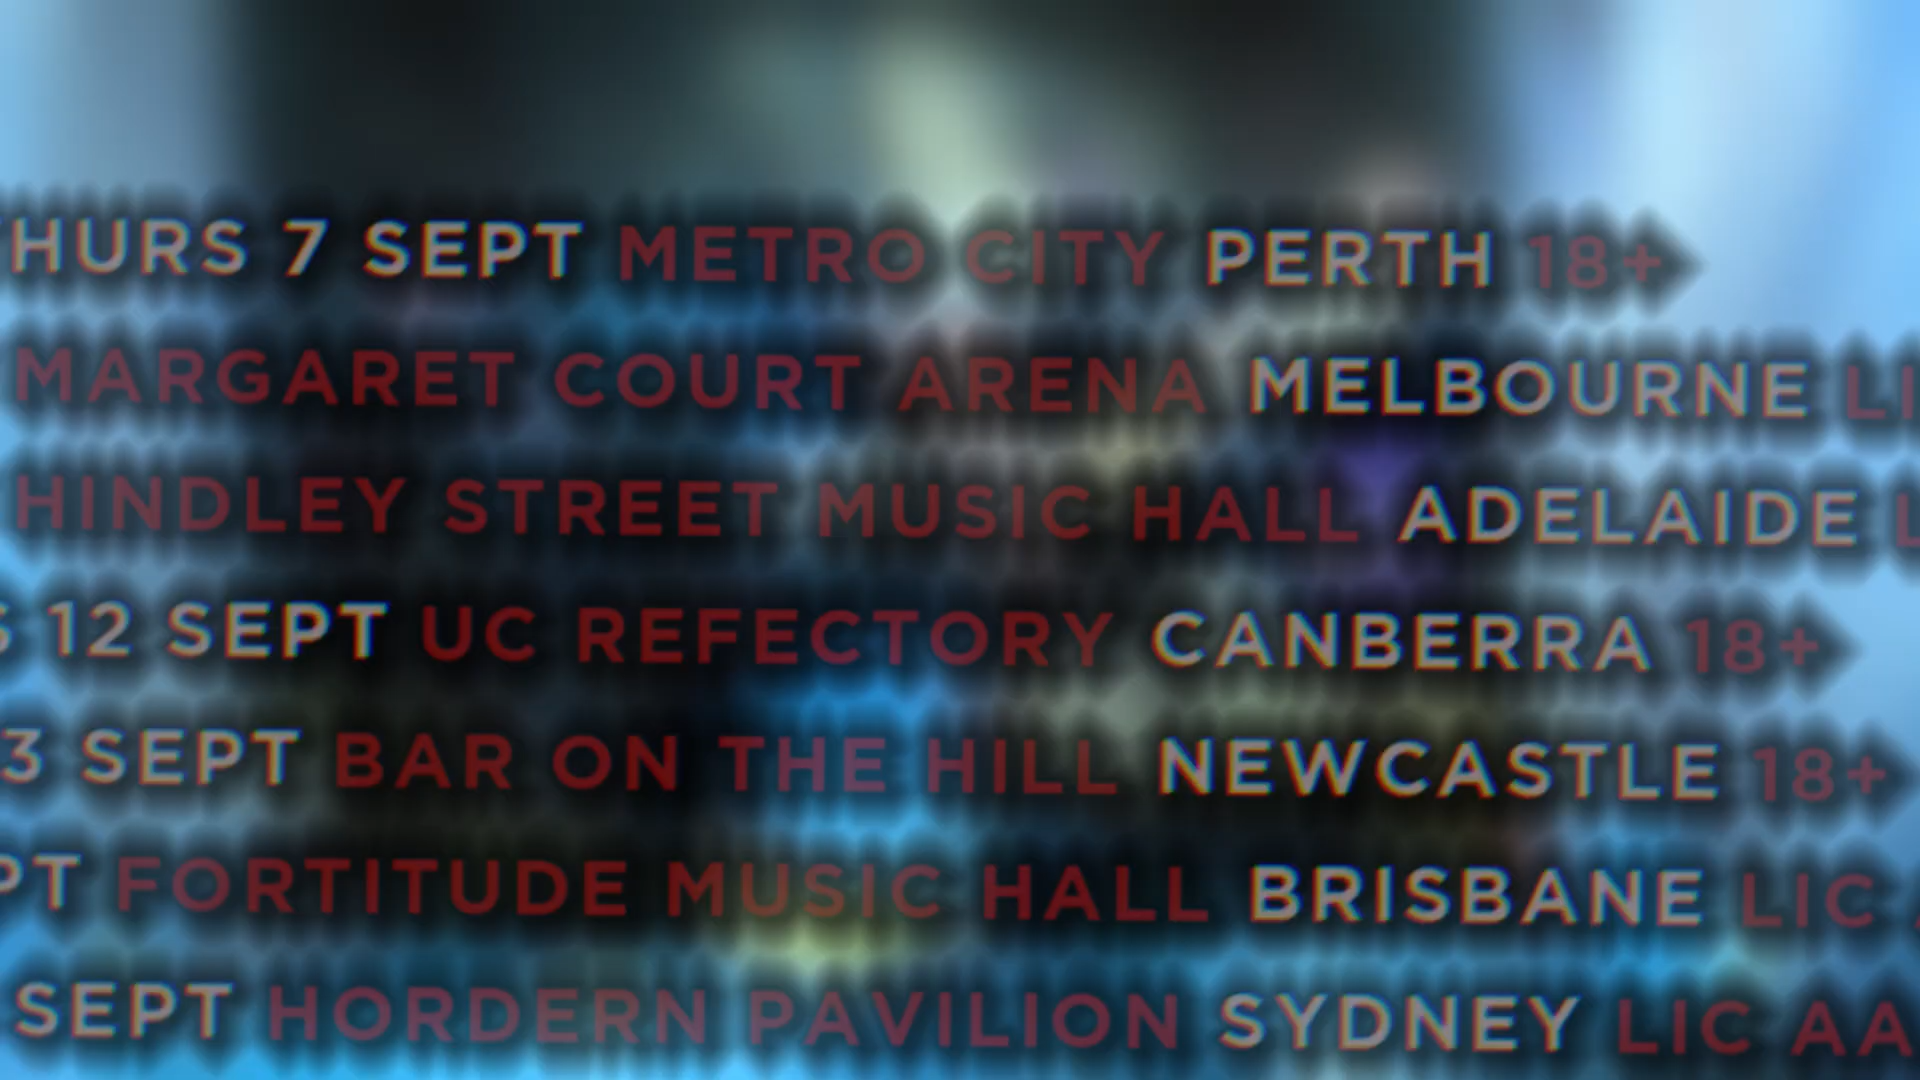 THURS 7 SEPT METRO CITY PERTH 18+
MARGARET COURT ARENA MELBOURNE
HINDLEY STREET MUSIC HALL ADELAIDE
12 SEPT UC REFECTORY CANBERRA 18+
3 SEPT BAR ON THE HILL NEWCASTLE 18+
FORTITUDE MUSIC HALL BRISBANE LIC
SEPT HORDERN PAVILION SYDNEY LIC AA